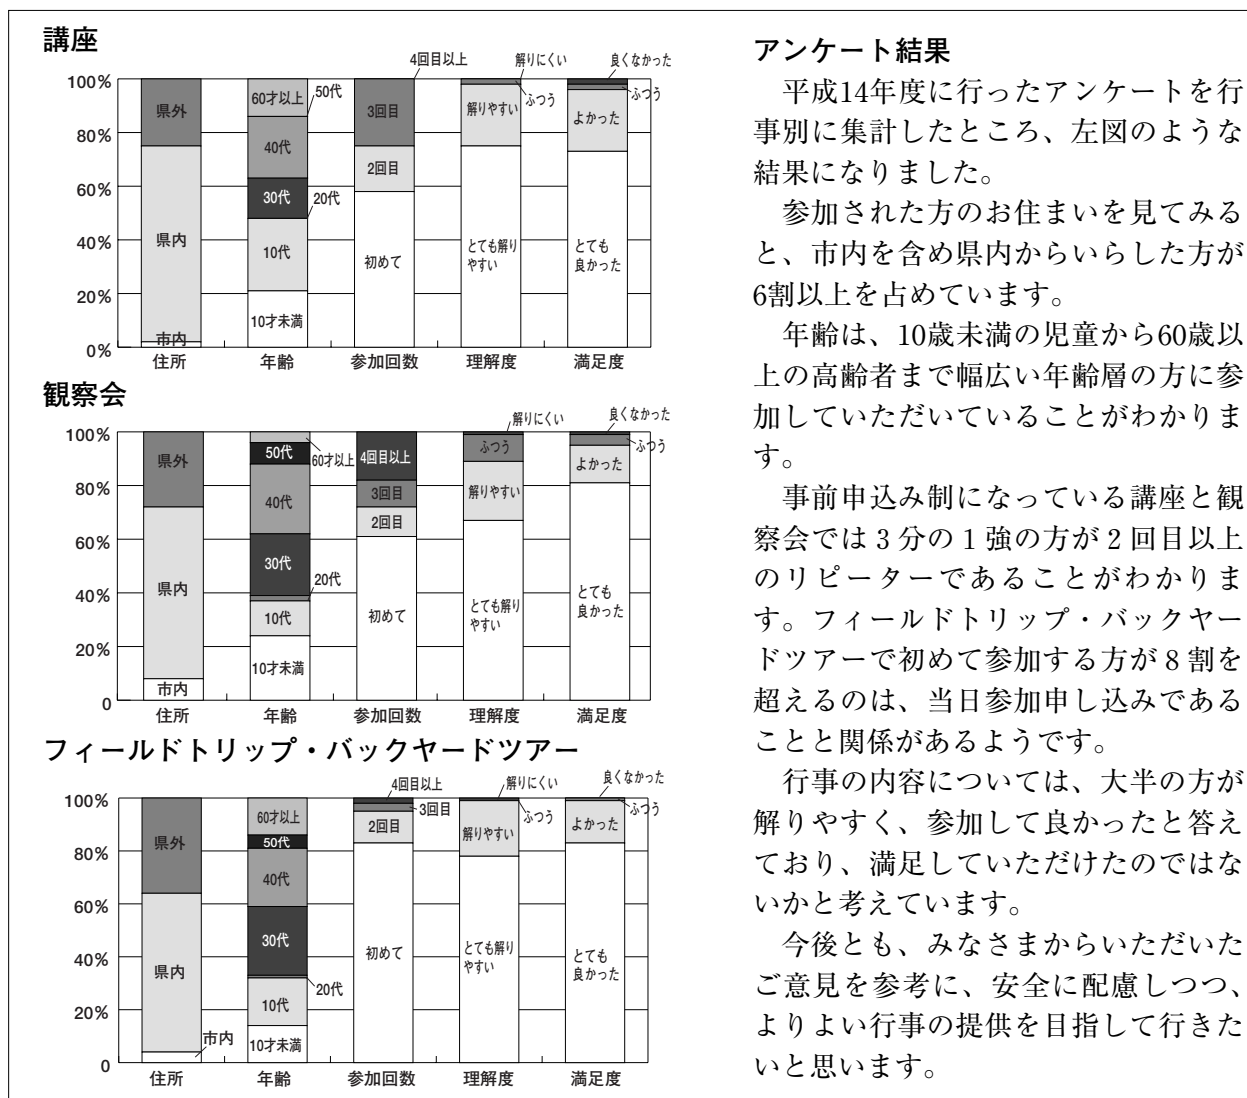 講座
4回目以上
解りにくい
良くなかった
100%
県外
60才以上
50代
3回目
解りやすい
ふつう
よかった
ふつう
80%
40代
2回目
60%
30代
20代
40%
県内
10代
初めて
とても解り
やすい
とても
良かった
20%
10才未満
市内
0%
住所
年齢
参加回数
理解度
満足度
観察会
解りにくい
良くなかった
100%
県外
50代
60才以上
4回目以上
ふつう
よかった
ふつう
80%
40代
3回目
解りやすい
2回目
60%
30代
20代
40%
県内
10代
初めて
とても解り
やすい
とても
良かった
20%
10才未満
市内
0
住所
年齢
参加回数
理解度
満足度
フィールドトリップ・バックヤードツアー
4回目以上
解りにくい
良くなかった
100%
県外
60才以上
3回目
2回目
ふつう
解りやすい
よかった
ふつう
50代
80%
40代
60%
30代
初めて
とても解り
やすい
とても
良かった
40%
県内
20代
20%
10代
市内
10才未満
0
住所
年齢
参加回数
理解度
満足度
アンケート結果
平成14年度に行ったアンケートを行
事別に集計したところ、左図のような
結果になりました。
参加された方のお住まいを見てみる
と、市内を含め県内からいらした方が
6割以上を占めています。
年齢は、10歳未満の児童から60歳以
上の高齢者まで幅広い年齢層の方に参
加していただいていることがわかりま
す。
事前申込み制になっている講座と観
察会では3分の1強の方が2回目以上
のリピーターであることがわかりま
す。フィールドトリップ・バックヤー
ドツアーで初めて参加する方が8割を
超えるのは、当日参加申し込みである
ことと関係があるようです。
行事の内容については、大半の方が
解りやすく、参加して良かったと答え
ており、満足していただけたのではな
いかと考えています。
今後とも、みなさまからいただいた
ご意見を参考に、安全に配慮しつつ、
よりよい行事の提供を目指して行きた
いと思います。